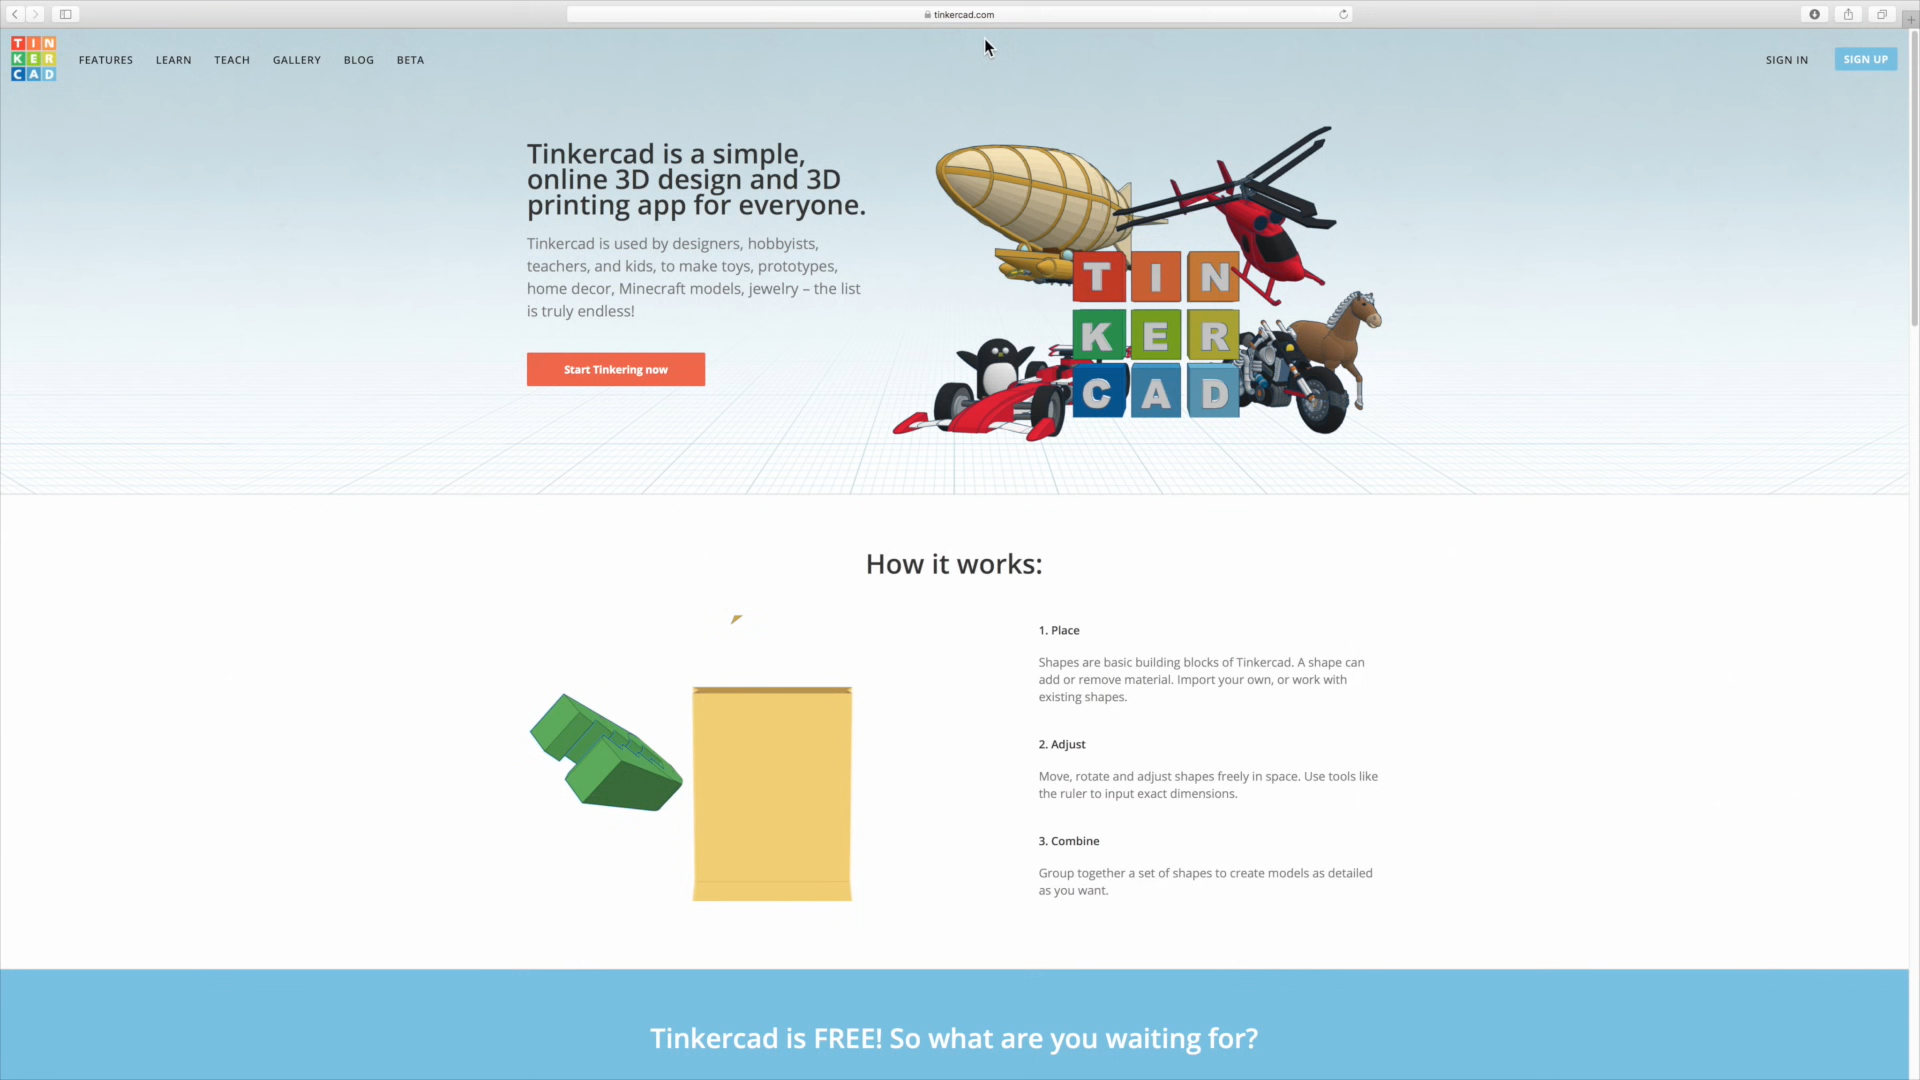 tinkercad.com
TIN
KER
CAD
FEATURES LEARN TEACH GALLERY BLOG BETA
SIGN IN SIGN UP
Tinkercad is a simple,
online 3D design and 3D
printing app for everyone.
Tinkercad is used by designers, hobbyists,
teachers, and kids, to make toys, prototypes,
home decor, Minecraft models, jewelry – the list
is truly endless!
Start Tinkering now
TIN
KER
CAD
How it works:
1. Place
Shapes are basic building blocks of Tinkercad. A shape can
add or remove material. Import your own, or work with
existing shapes.
2. Adjust
Move, rotate and adjust shapes freely in space. Use tools like
the ruler to input exact dimensions.
3. Combine
Group together a set of shapes to create models as detailed
as you want.
Tinkercad is FREE! So what are you waiting for?